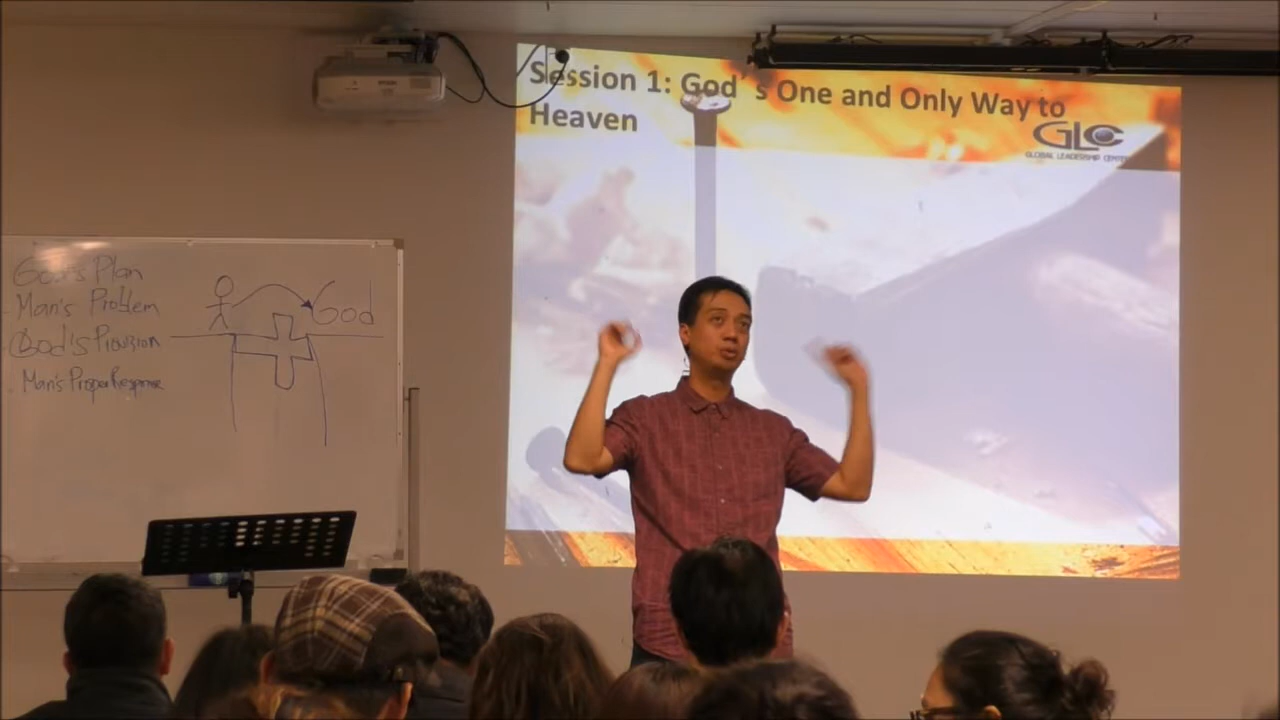 Session 1: God's One and Only Way to
Heaven
GLC
GLOBAL LEADERSHIP CENTER
God's Plan
- Man's Problem
- God's Provision
- Man's Proper Response
God